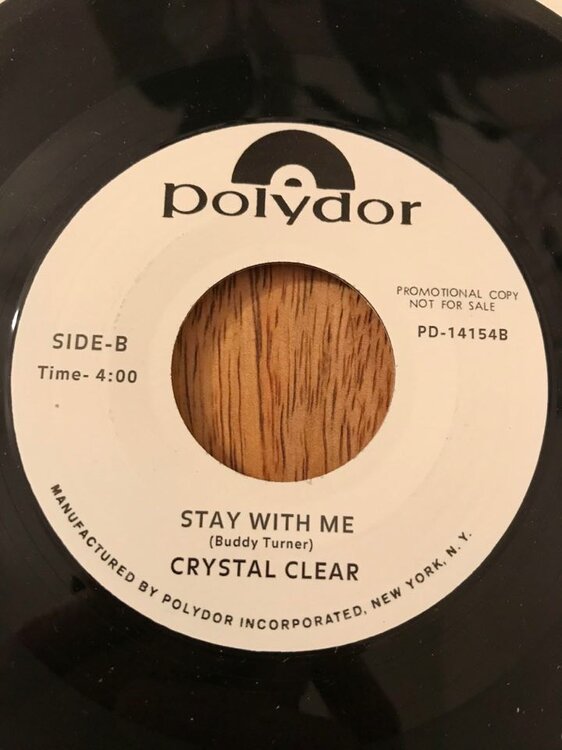 polydor
PROMOTIONAL COPY
NOT FOR SALE
PD-14154B
SIDE-B
Time- 4:00
STAY WITH ME
(Buddy Turner)
CRYSTAL CLEAR
MANUFACTURED BY POLYDOR INCORPORATED, NEW YORK, N.Y.